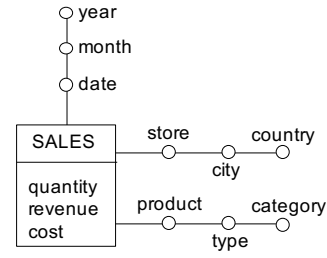 year
month
date
SALES
quantity
revenue
cost
store
city
country
product
type
category